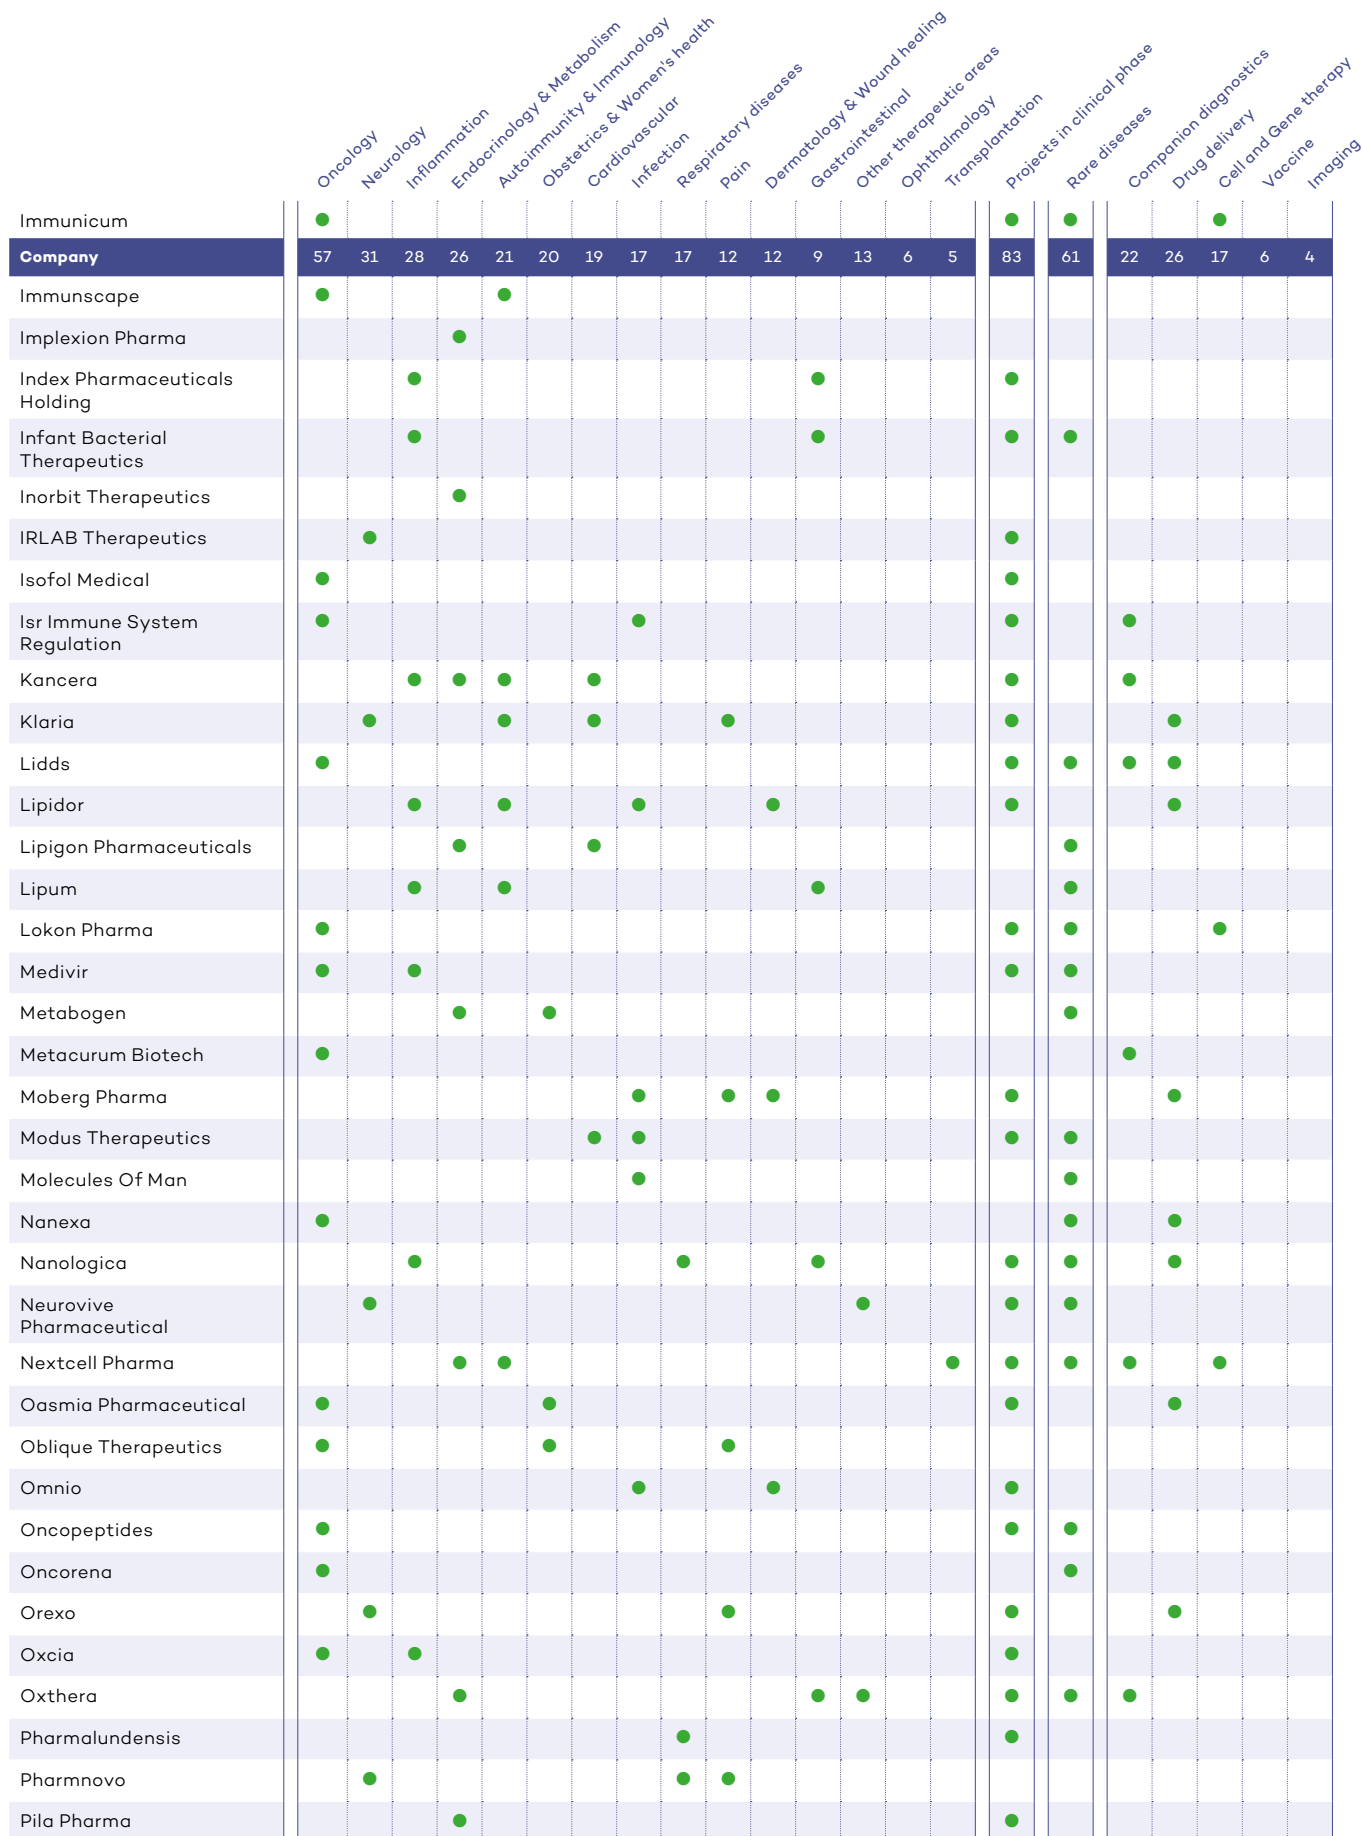 Oncology
Neurology
Inflammation
Endocrinology & Metabolism
Autoimmunity & Immunology
Obstetrics & Women's health
Cardiovascular
Infection
Respiratory diseases
Pain
Dermatology & Wound healing
Gastrointestinal
Other therapeutic areas
Ophthalmology
Transplantation
Projects in clinical phase
Rare diseases
Companion diagnostics
Drug delivery
Cell and Gene therapy
Vaccine
Imaging
Immunicum
Company 57 31 28 26 21 20 19 17 17 12 12 9 13 6 5 83 61 22 26 17 6 4
Immunscape
Implexion Pharma
Index Pharmaceuticals
Holding
Infant Bacterial
Therapeutics
Inorbit Therapeutics
IRLAB Therapeutics
Isofol Medical
Isr Immune System
Regulation
Kancera
Klaria
Lidds
Lipidor
Lipigon Pharmaceuticals
Lipum
Lokon Pharma
Medivir
Metabogen
Metacurum Biotech
Moberg Pharma
Modus Therapeutics
Molecules Of Man
Nanexa
Nanologica
Neurovive
Pharmaceutical
Nextcell Pharma
Oasmia Pharmaceutical
Oblique Therapeutics
Omnio
Oncopeptides
Oncorena
Orexo
Oxcia
Oxthera
Pharmalundensis
Pharmnovo
Pila Pharma